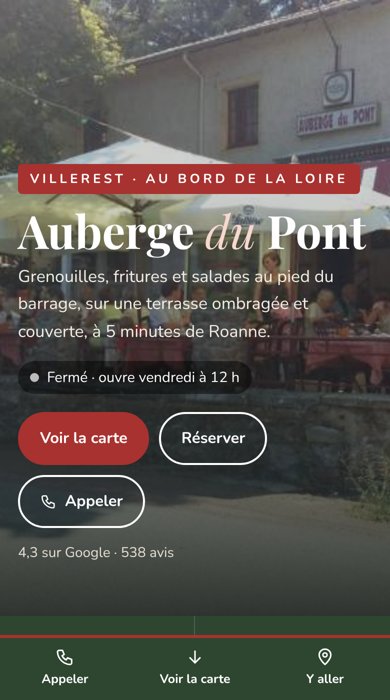 AUBERGE DU PONT
VILLEREST · AU BORD DE LA LOIRE
Auberge du Pont
Grenouilles, fritures et salades au pied du
barrage, sur une terrasse ombragée et
couverte, à 5 minutes de Roanne.
Fermé · ouvre vendredi à 12 h
Voir la carte
Réserver
Appeler
4,3 sur Google · 538 avis
Appeler
Voir la carte
Y aller